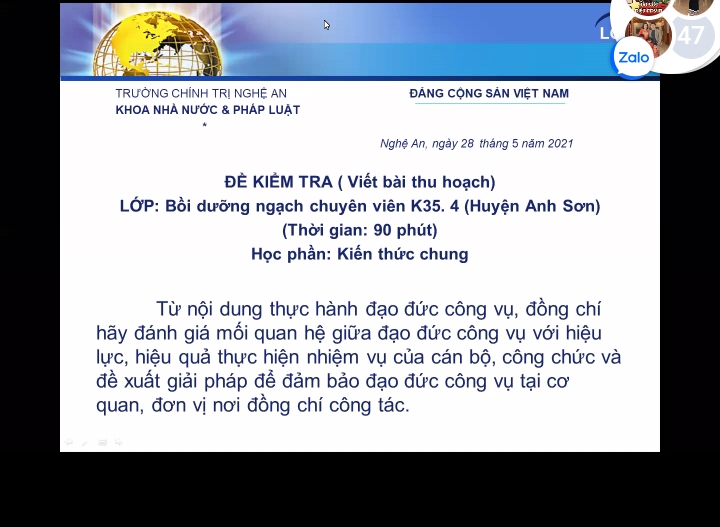 LO
47
Zalo
TRƯỜNG CHÍNH TRỊ NGHỆ AN
KHOA NHÀ NƯỚC & PHÁP LUẬT
*
ĐẢNG CỘNG SẢN VIỆT NAM
Nghệ An, ngày 28 tháng 5 năm 2021
ĐỀ KIỂM TRA ( Viết bài thu hoạch)
LỚP: Bồi dưỡng ngạch chuyên viên K35. 4 (Huyện Anh Sơn)
(Thời gian: 90 phút)
Học phần: Kiến thức chung
Từ nội dung thực hành đạo đức công vụ, đồng chí
hãy đánh giá mối quan hệ giữa đạo đức công vụ với hiệu
lực, hiệu quả thực hiện nhiệm vụ của cán bộ, công chức và
đề xuất giải pháp để đảm bảo đạo đức công vụ tại cơ
quan, đơn vị nơi đồng chí công tác.